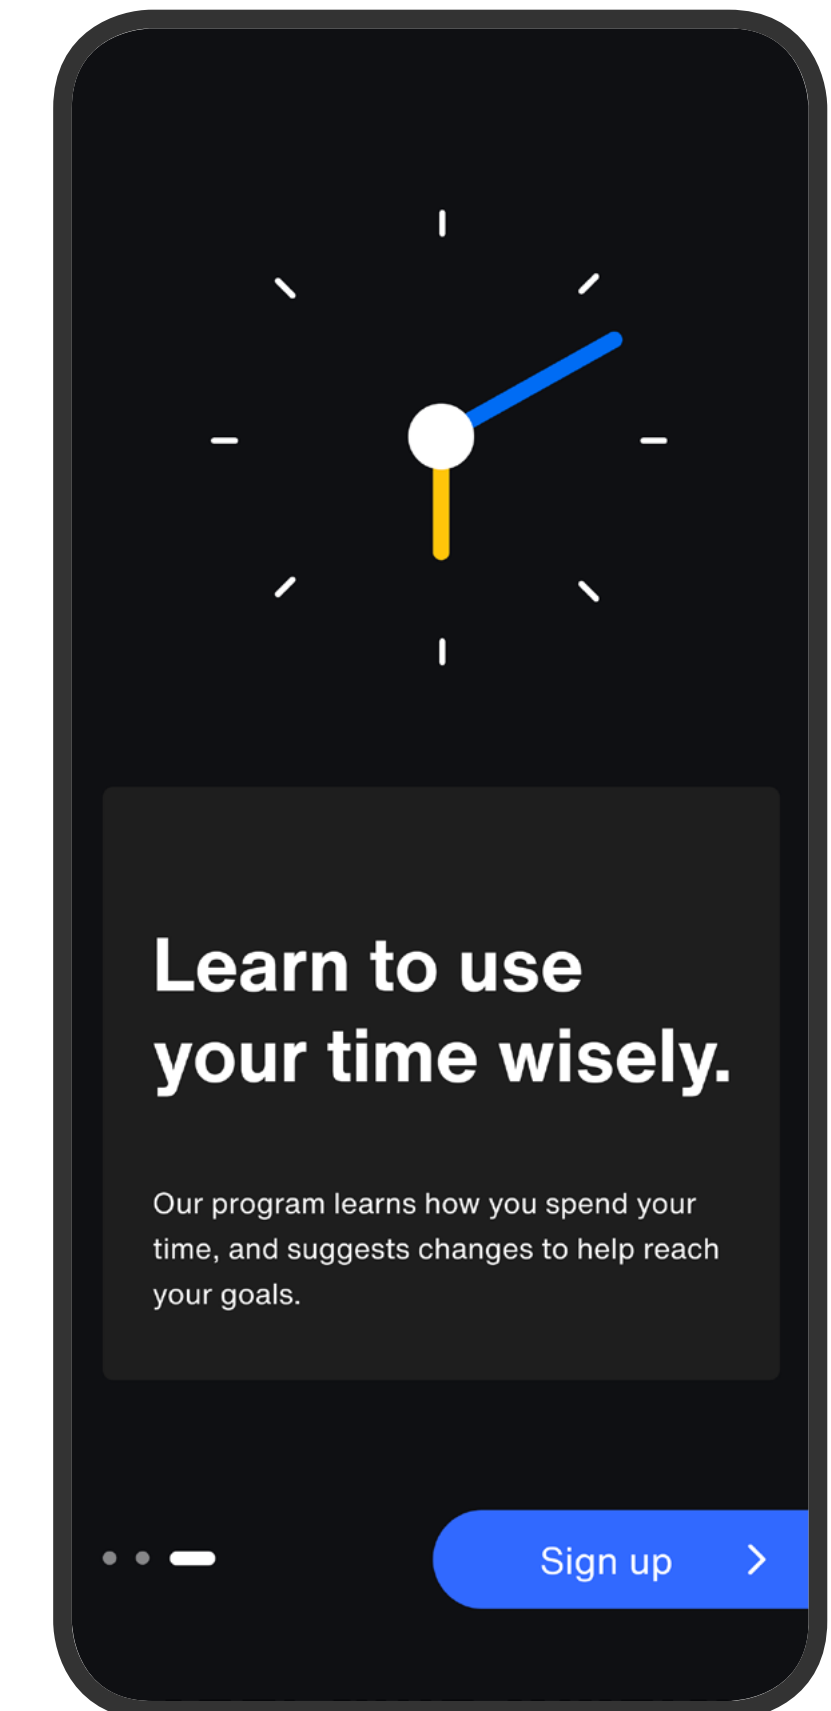 Learn to use
your time wisely.
Our program learns how you spend your
time, and suggests changes to help reach
your goals.
Sign up